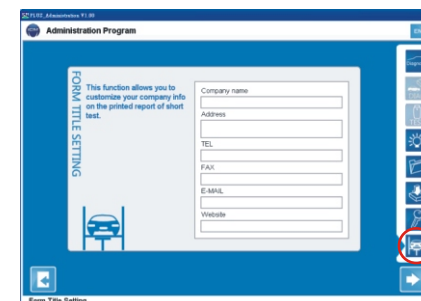 Administration Program
FORM TITLE SETTING
This function allows you to
customize your company info
on the printed report of short
test.
Company name
Address
TEL
FAX
E-MAIL
Website
Form Title Setting